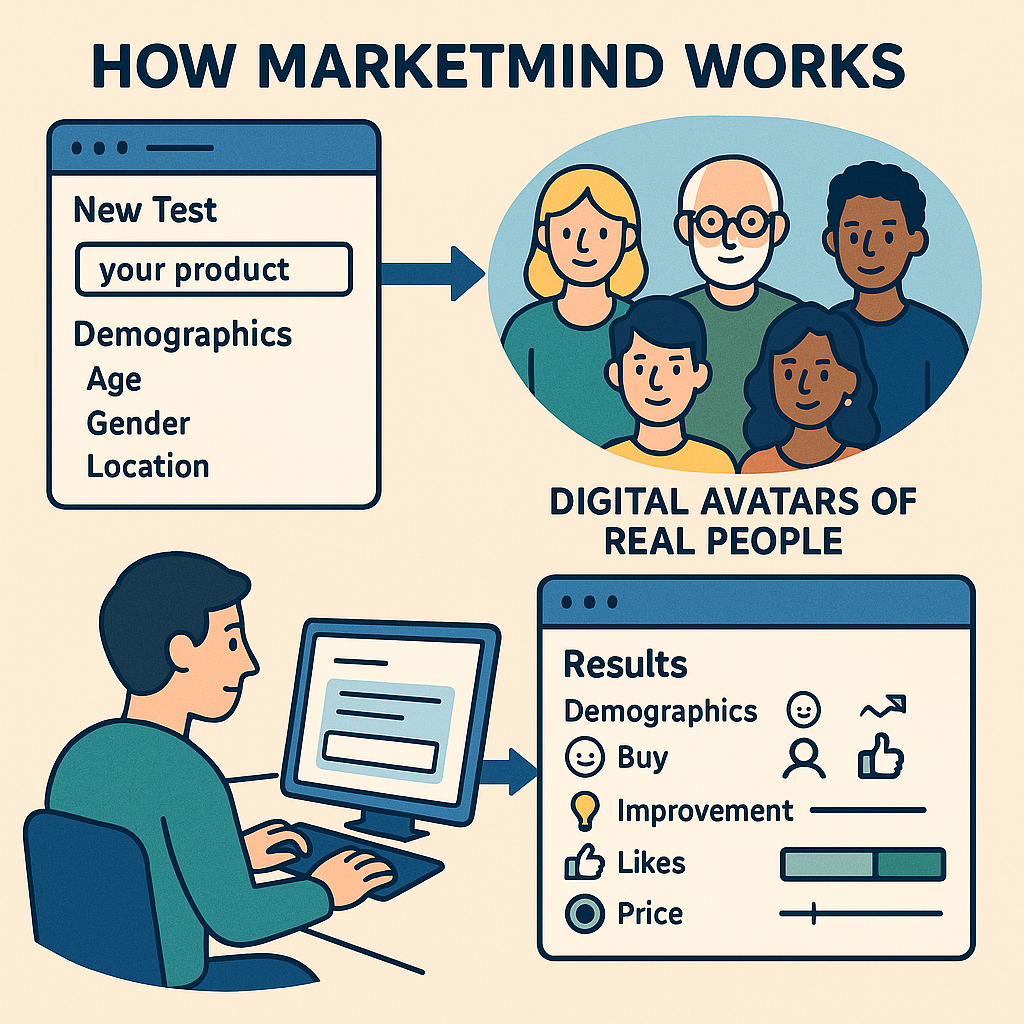 HOW MARKETMIND WORKS
New Test
your product
Demographics
Age
Gender
Location
DIGITAL AVATARS OF
REAL PEOPLE
Results
Demographics
Buy
Improvement
Likes
Price